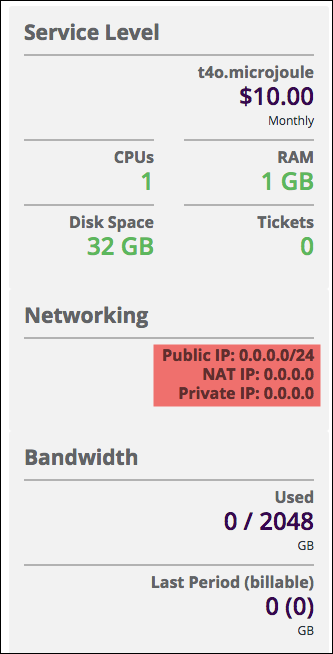 Service Level
t4o.microjoule
$10.00
Monthly
CPUs
1
RAM
1 GB
Disk Space
32 GB
Tickets
0
Networking
Public IP: 0.0.0.0/24
NAT IP: 0.0.0.0
Private IP: 0.0.0.0
Bandwidth
Used
0 / 2048
GB
Last Period (billable)
0 (0)
GB